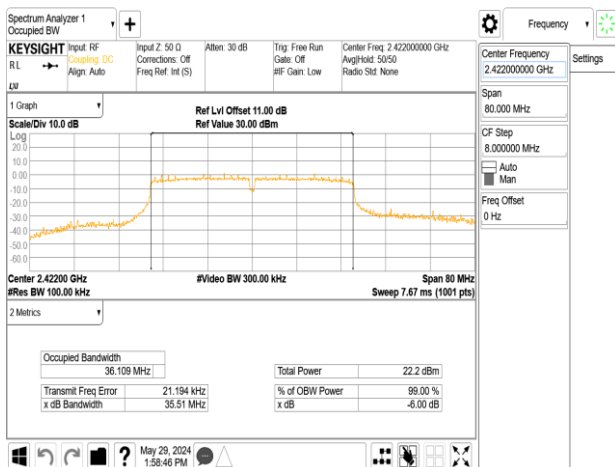 Spectrum Analyzer 1
Occupied BW
+
Frequency
KEYSIGHT
RL
LXI
Input: RF
Coupling: DC
Align: Auto
Input Z: 50 Ω
Corrections: Off
Freq Ref: Int (S)
Atten: 30 dB
Trig: Free Run
Gate: Off
#IF Gain: Low
Center Freq: 2.422000000 GHz
Avg|Hold: 50/50
Radio Std: None
Center Frequency
2.422000000 GHz
Settings
Span
80.000 MHz
CF Step
8.000000 MHz
Auto
Man
Freq Offset
0 Hz
1 Graph
Scale/Div 10.0 dB
Ref Lvl Offset 11.00 dB
Ref Value 30.00 dBm
Log
20.0
10.0
0.00
-10.0
-20.0
-30.0
-40.0
-50.0
-60.0
Center 2.42200 GHz
#Video BW 300.00 kHz
Span 80 MHz
#Res BW 100.00 kHz
Sweep 7.67 ms (1001 pts)
2 Metrics
Occupied Bandwidth
36.109 MHz
Total Power 22.2 dBm
Transmit Freq Error 21.194 kHz
% of OBW Power 99.00 %
x dB Bandwidth 35.51 MHz
x dB -6.00 dB
?
May 29, 2024
1:58:46 PM